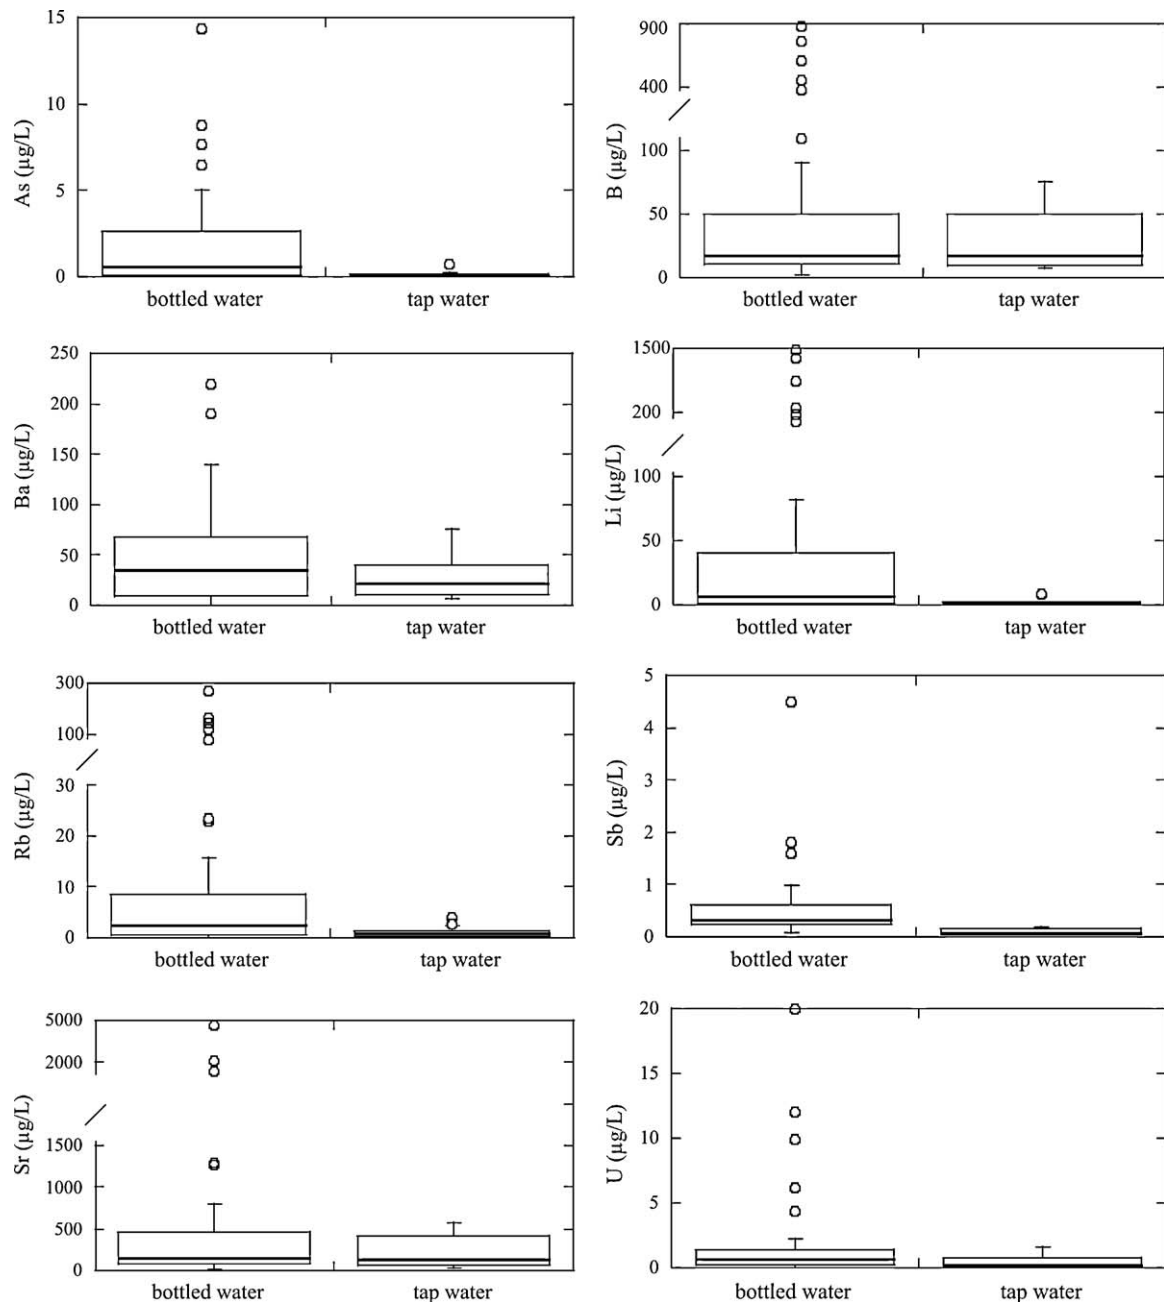 15
10
5
0
As (µg/L)
bottled water
tap water
900
400
100
50
0
B (µg/L)
bottled water
tap water
250
200
150
100
50
0
Ba (µg/L)
bottled water
tap water
1500
200
100
50
0
Li (µg/L)
bottled water
tap water
300
100
30
20
10
0
Rb (µg/L)
bottled water
tap water
5
4
3
2
1
0
Sb (µg/L)
bottled water
tap water
5000
2000
1500
1000
500
0
Sr (µg/L)
bottled water
tap water
20
15
10
5
0
U (µg/L)
bottled water
tap water